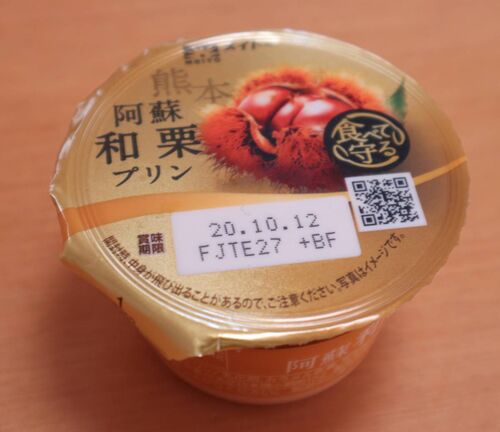 熊本
阿蘇
和栗
プリン
食べて
守る
賞味
期限
20.10.12
FJTE27 +BF
開封時、中身が飛び出ることがあるので、ご注意ください。写真はイメージです。
阿蘇